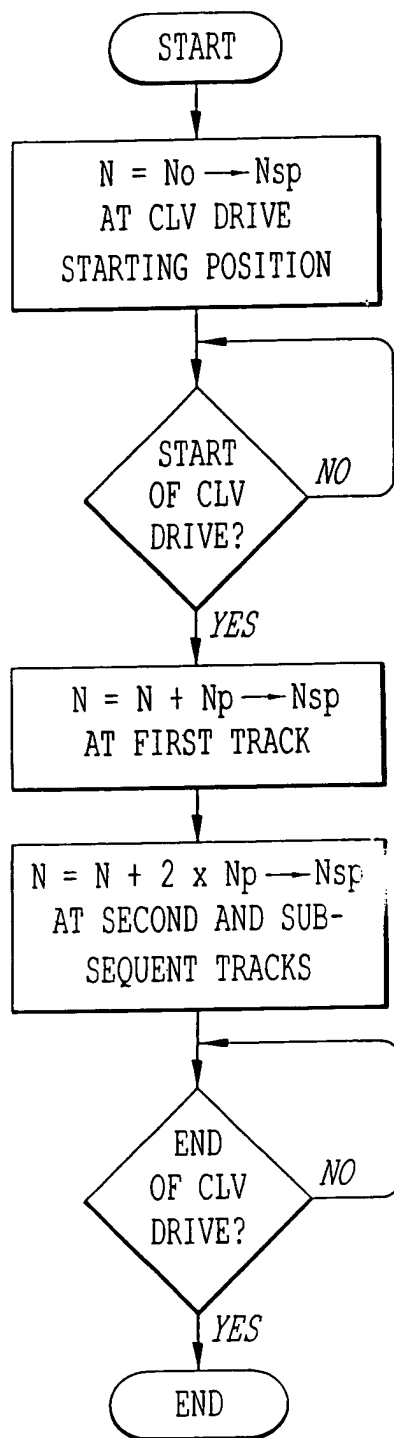 START
N = No → Nsp
AT CLV DRIVE
STARTING POSITION
START
OF CLV
DRIVE?
NO
YES
N = N + Np → Nsp
AT FIRST TRACK
N = N + 2 x Np → Nsp
AT SECOND AND SUB-
SEQUENT TRACKS
END
OF CLV
DRIVE?
NO
YES
END